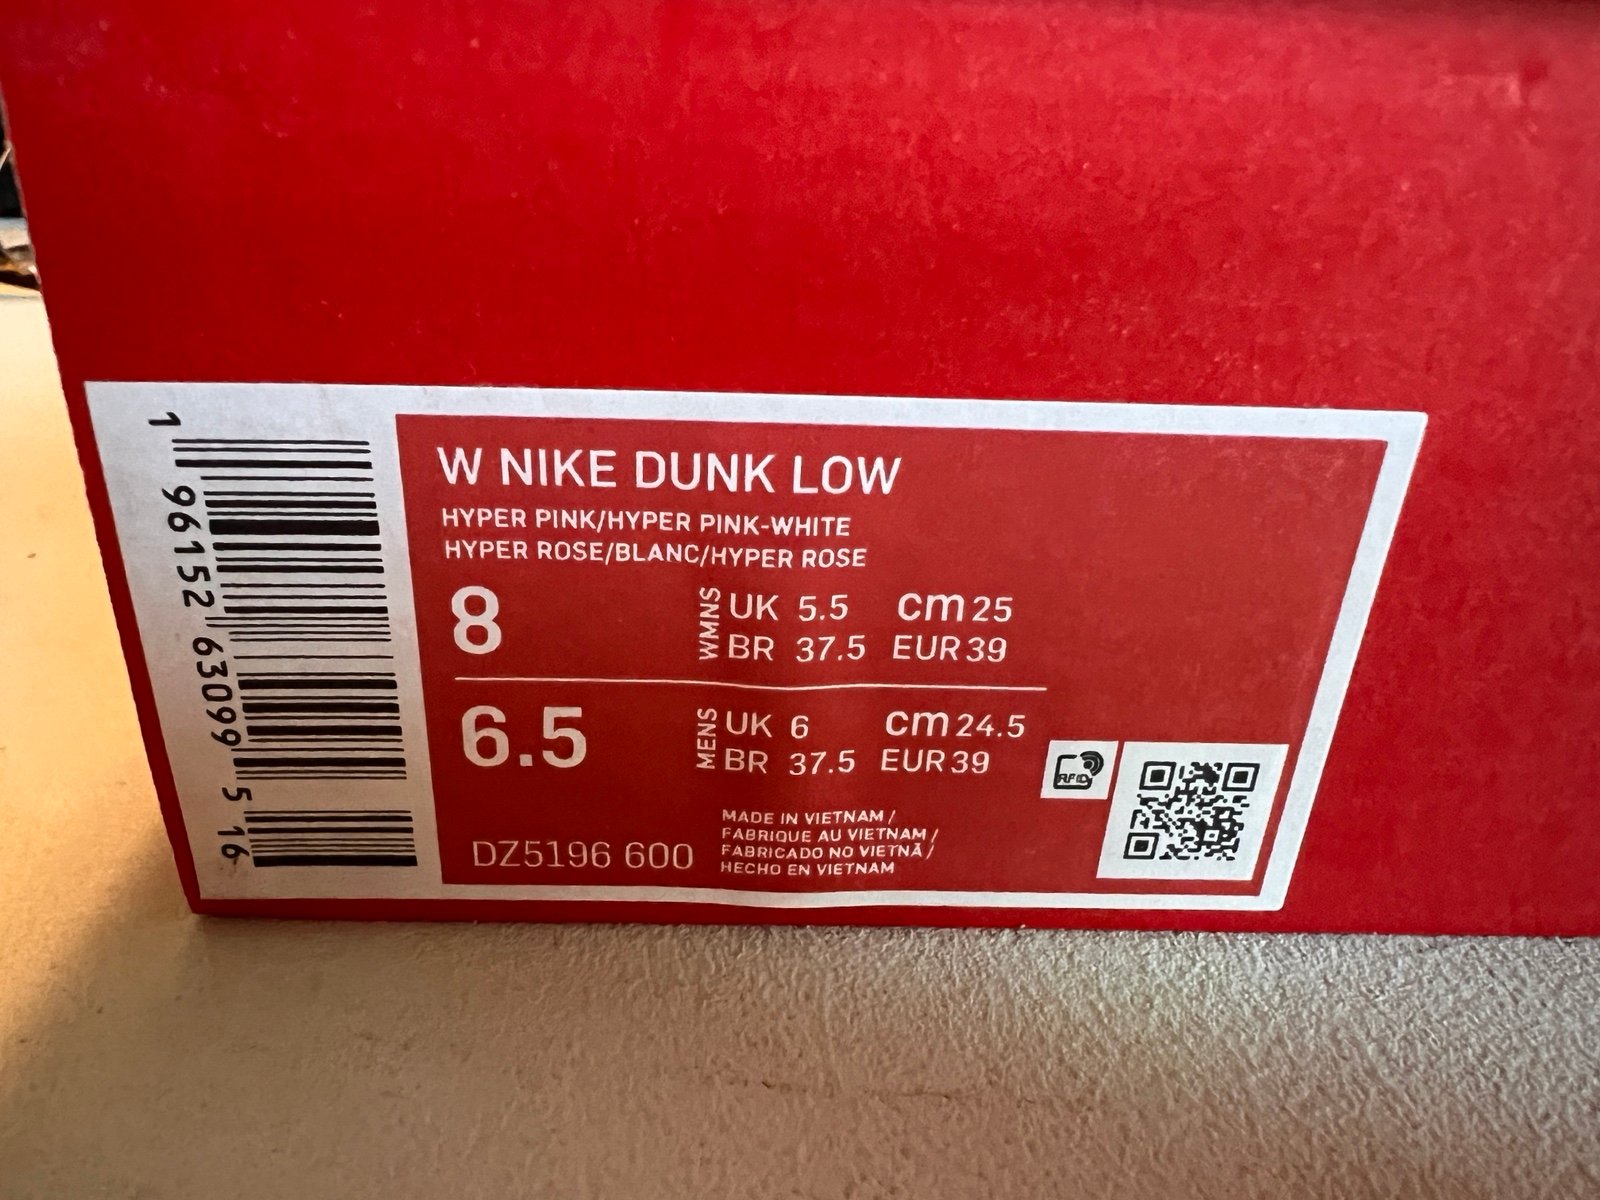 W NIKE DUNK LOW
HYPER PINK/HYPER PINK-WHITE
HYPER ROSE/BLANC/HYPER ROSE
8
WMNS
UK 5.5 cm 25
BR 37.5 EUR 39
6.5
MENS
UK 6 cm 24.5
BR 37.5 EUR 39
DZ5196 600
MADE IN VIETNAM /
FABRIQUE AU VIETNAM /
FABRICADO NO VIETNÃ /
HECHO EN VIETNAM
RFID
1 96152 63099 5 16